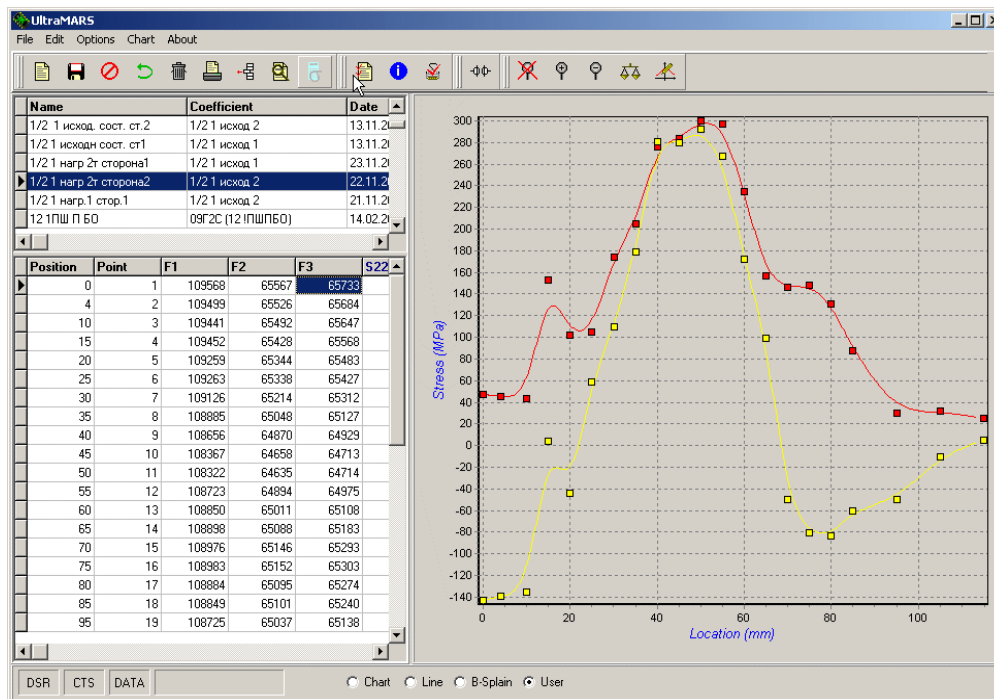 UltraMARS
File Edit Options Chart About
Name Coefficient Date
1/2 1 исход. сост. ст.2 1/2 1 исход 2 13.11.20
1/2 1 исходн сост. ст1 1/2 1 исход 1 13.11.20
1/2 1 нагр 2т сторона1 1/2 1 исход 1 23.11.20
1/2 1 нагр 2т сторона2 1/2 1 исход 2 22.11.20
1/2 1 нагр.1 стор.1 1/2 1 исход 2 21.11.20
12 1ПШ П БО 09Г2С (12 !ПШПБО) 14.02.20
Position Point F1 F2 F3 S22
0 1 109568 65567 65733
4 2 109499 65526 65684
10 3 109441 65492 65647
15 4 109452 65428 65568
20 5 109259 65344 65483
25 6 109263 65338 65427
30 7 109126 65214 65312
35 8 108885 65048 65127
40 9 108656 64870 64929
45 10 108367 64658 64713
50 11 108322 64635 64714
55 12 108723 64894 64975
60 13 108850 65011 65108
65 14 108898 65088 65183
70 15 108976 65146 65293
75 16 108983 65152 65303
80 17 108884 65095 65274
85 18 108849 65101 65240
95 19 108725 65037 65138
Stress (MPa)
300
280
260
240
220
200
180
160
140
120
100
80
60
40
20
0
-20
-40
-60
-80
-100
-120
-140
0 20 40 60 80 100
Location (mm)
DSR CTS DATA Chart Line B-Splain User